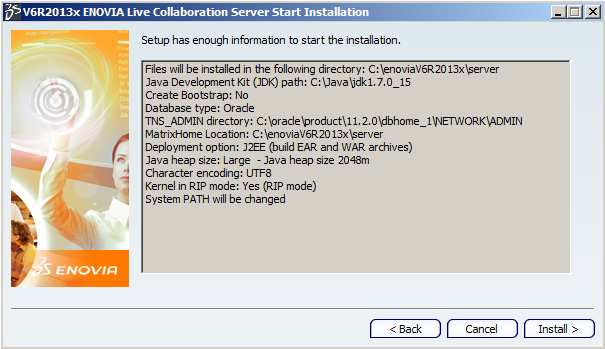 V6R2013x ENOVIA Live Collaboration Server Start Installation
Setup has enough information to start the installation.
Files will be installed in the following directory: C:\enoviaV6R2013x\server
Java Development Kit (JDK) path: C:\Java\jdk1.7.0_15
Create Bootstrap: No
Database type: Oracle
TNS_ADMIN directory: C:\oracle\product\11.2.0\dbhome_1\NETWORK\ADMIN
MatrixHome Location: C:\enoviaV6R2013x\server
Deployment option: J2EE (build EAR and WAR archives)
Java heap size: Large  - Java heap size 2048m
Character encoding: UTF8
Kernel in RIP mode: Yes (RIP mode)
System PATH will be changed
ENOVIA
< Back
Cancel
Install >